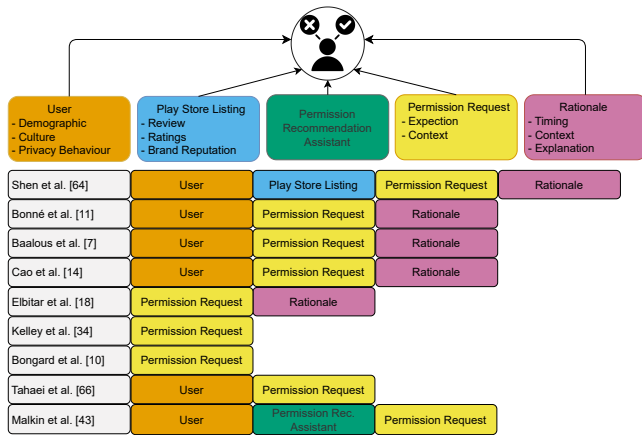 User
- Demographic
- Culture
- Privacy Behaviour
Play Store Listing
- Review
- Ratings
- Brand Reputation
Permission
Recommendation
Assistant
Permission Request
- Expection
- Context
Rationale
- Timing
- Context
- Explanation
Shen et al. [64] User Play Store Listing Permission Request Rationale
Bonné et al. [11] User Permission Request Rationale
Baalous et al. [7] User Permission Request Rationale
Cao et al. [14] User Permission Request Rationale
Elbitar et al. [18] Permission Request Rationale
Kelley et al. [34] Permission Request
Bongard et al. [10] Permission Request
Tahaei et al. [66] User Permission Request
Malkin et al. [43] User Permission Rec. Assistant Permission Request